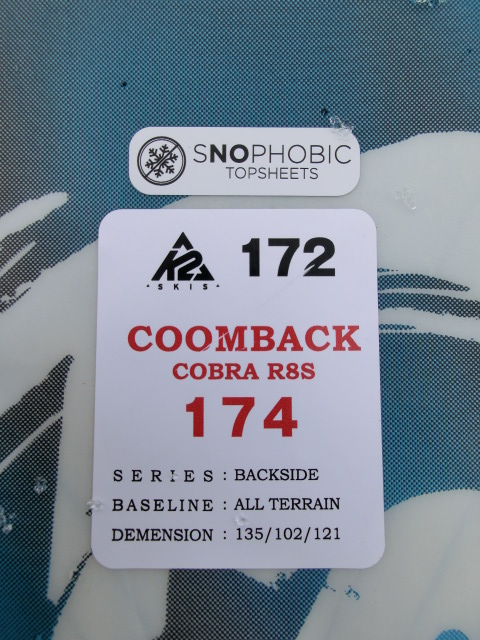 SNOPHOBIC
TOPSHEETS
K2 172
SKIS
COOMBACK
COBRA R8S
174
SERIES : BACKSIDE
BASELINE : ALL TERRAIN
DEMENSION : 135/102/121